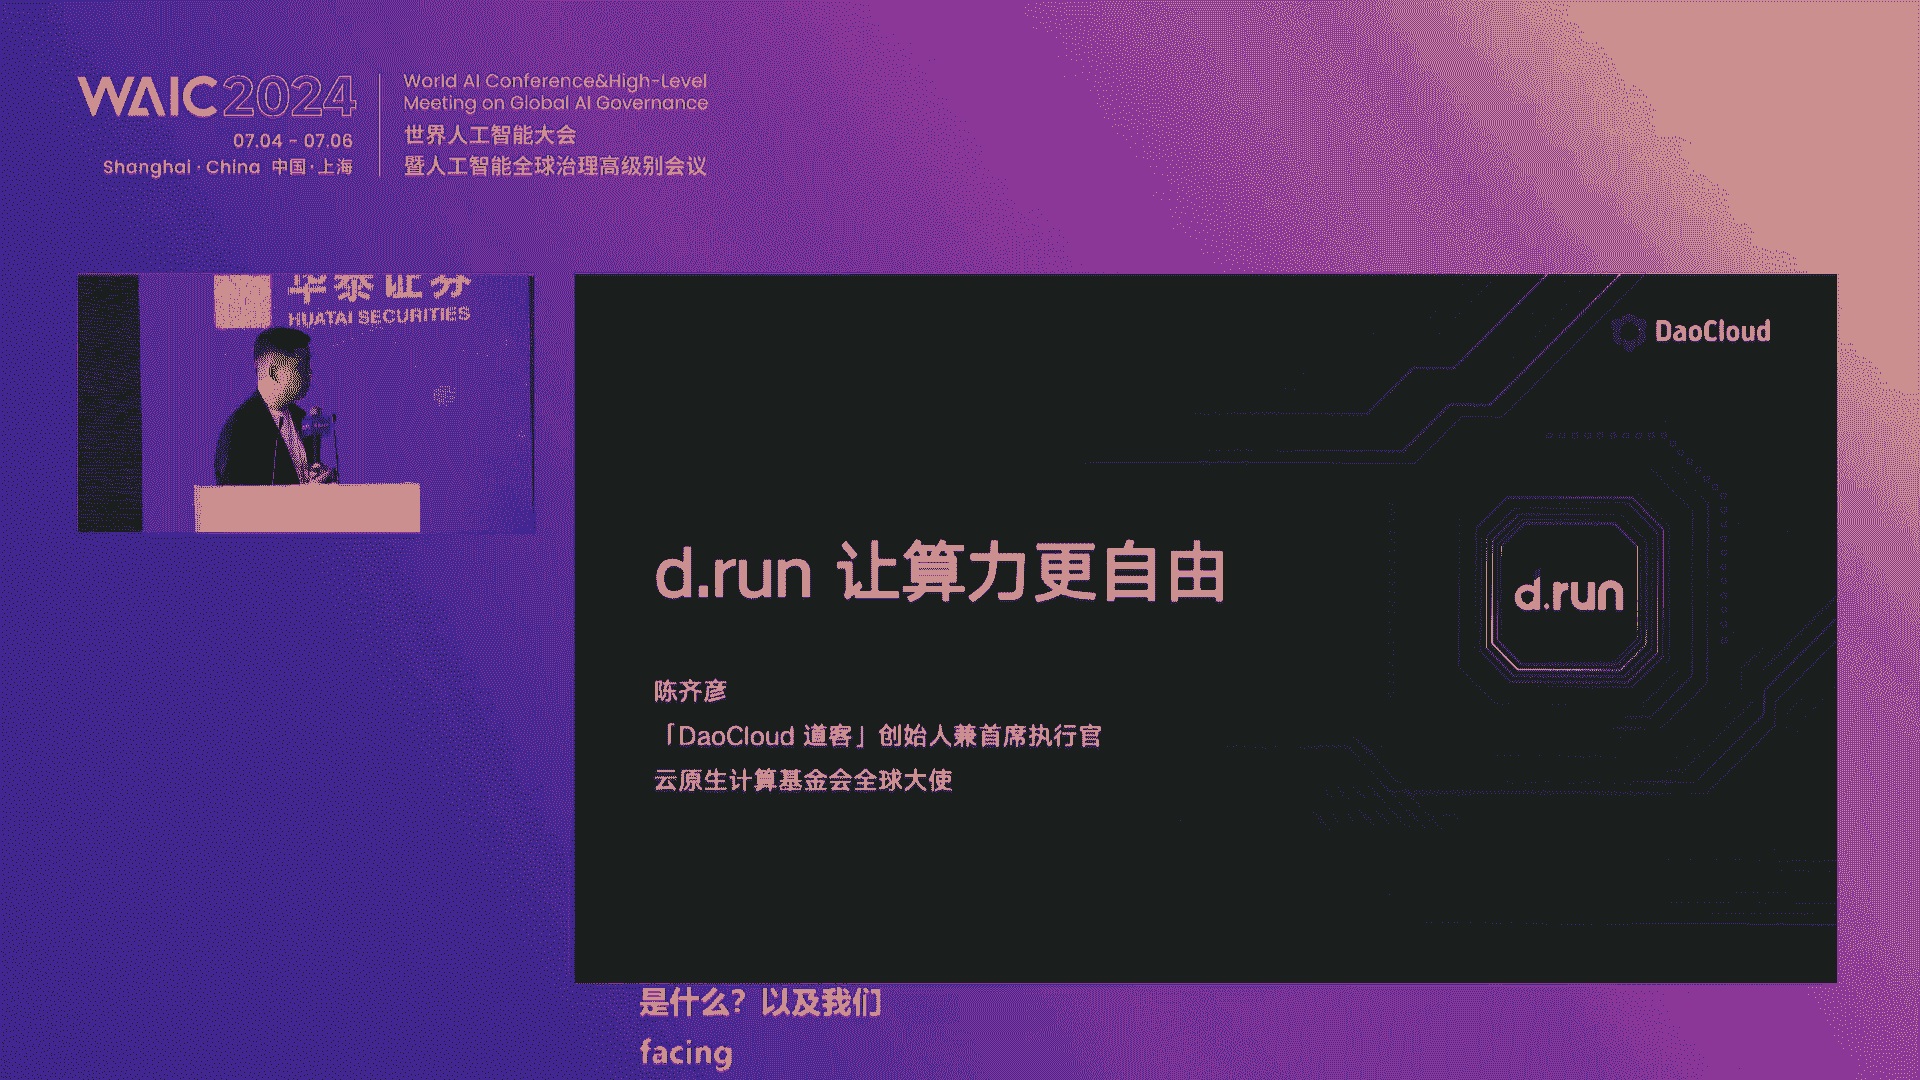 WAIC 2024
07.04 - 07.06
Shanghai · China 中国·上海
World AI Conference&High-Level
Meeting on Global AI Governance
世界人工智能大会
暨人工智能全球治理高级别会议
华泰证券
HUATAI SECURITIES
DaoCloud
d.run 让算力更自由
d.run
陈齐彦
「DaoCloud 道客」创始人兼首席执行官
云原生计算基金会全球大使
是什么？以及我们
facing